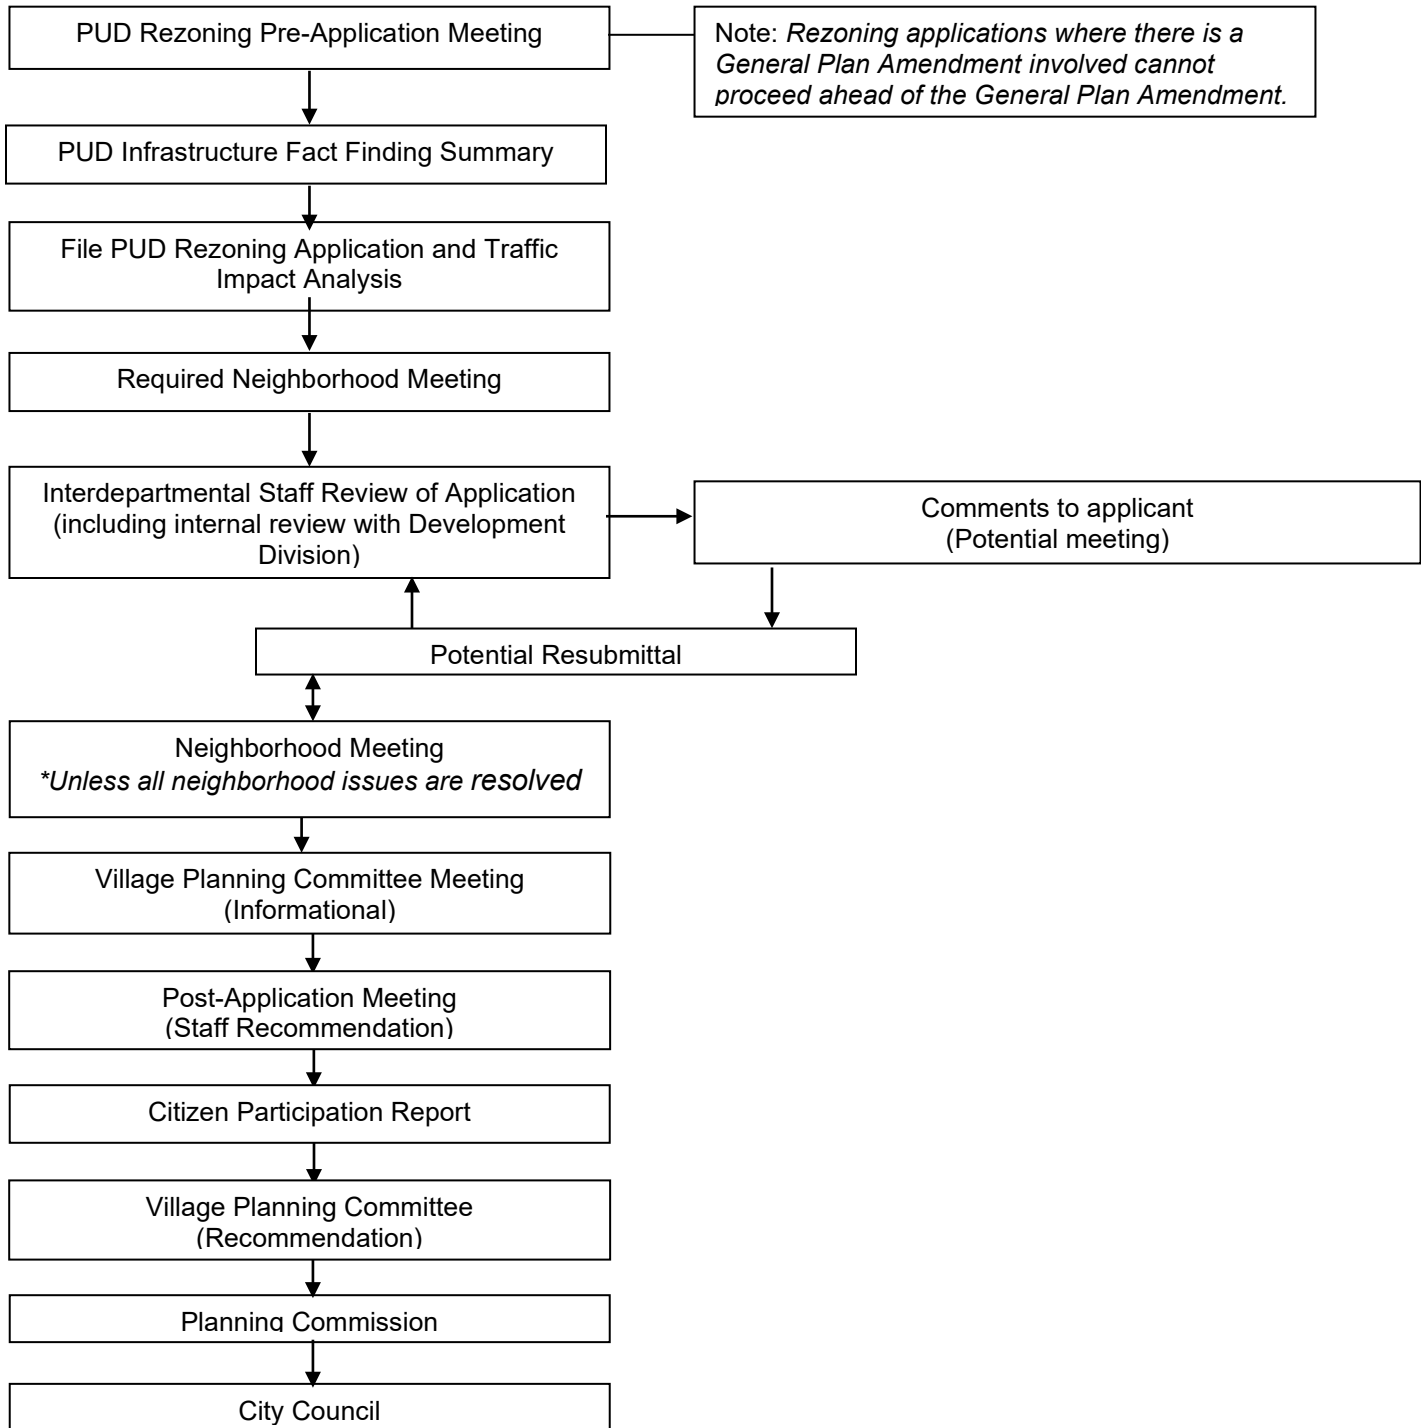 PUD Rezoning Pre-Application Meeting
Note: Rezoning applications where there is a
General Plan Amendment involved cannot
proceed ahead of the General Plan Amendment.
PUD Infrastructure Fact Finding Summary
File PUD Rezoning Application and Traffic
Impact Analysis
Required Neighborhood Meeting
Interdepartmental Staff Review of Application
(including internal review with Development
Division)
Comments to applicant
(Potential meeting)
Potential Resubmittal
Neighborhood Meeting
*Unless all neighborhood issues are resolved
Village Planning Committee Meeting
(Informational)
Post-Application Meeting
(Staff Recommendation)
Citizen Participation Report
Village Planning Committee
(Recommendation)
Planning Commission
City Council